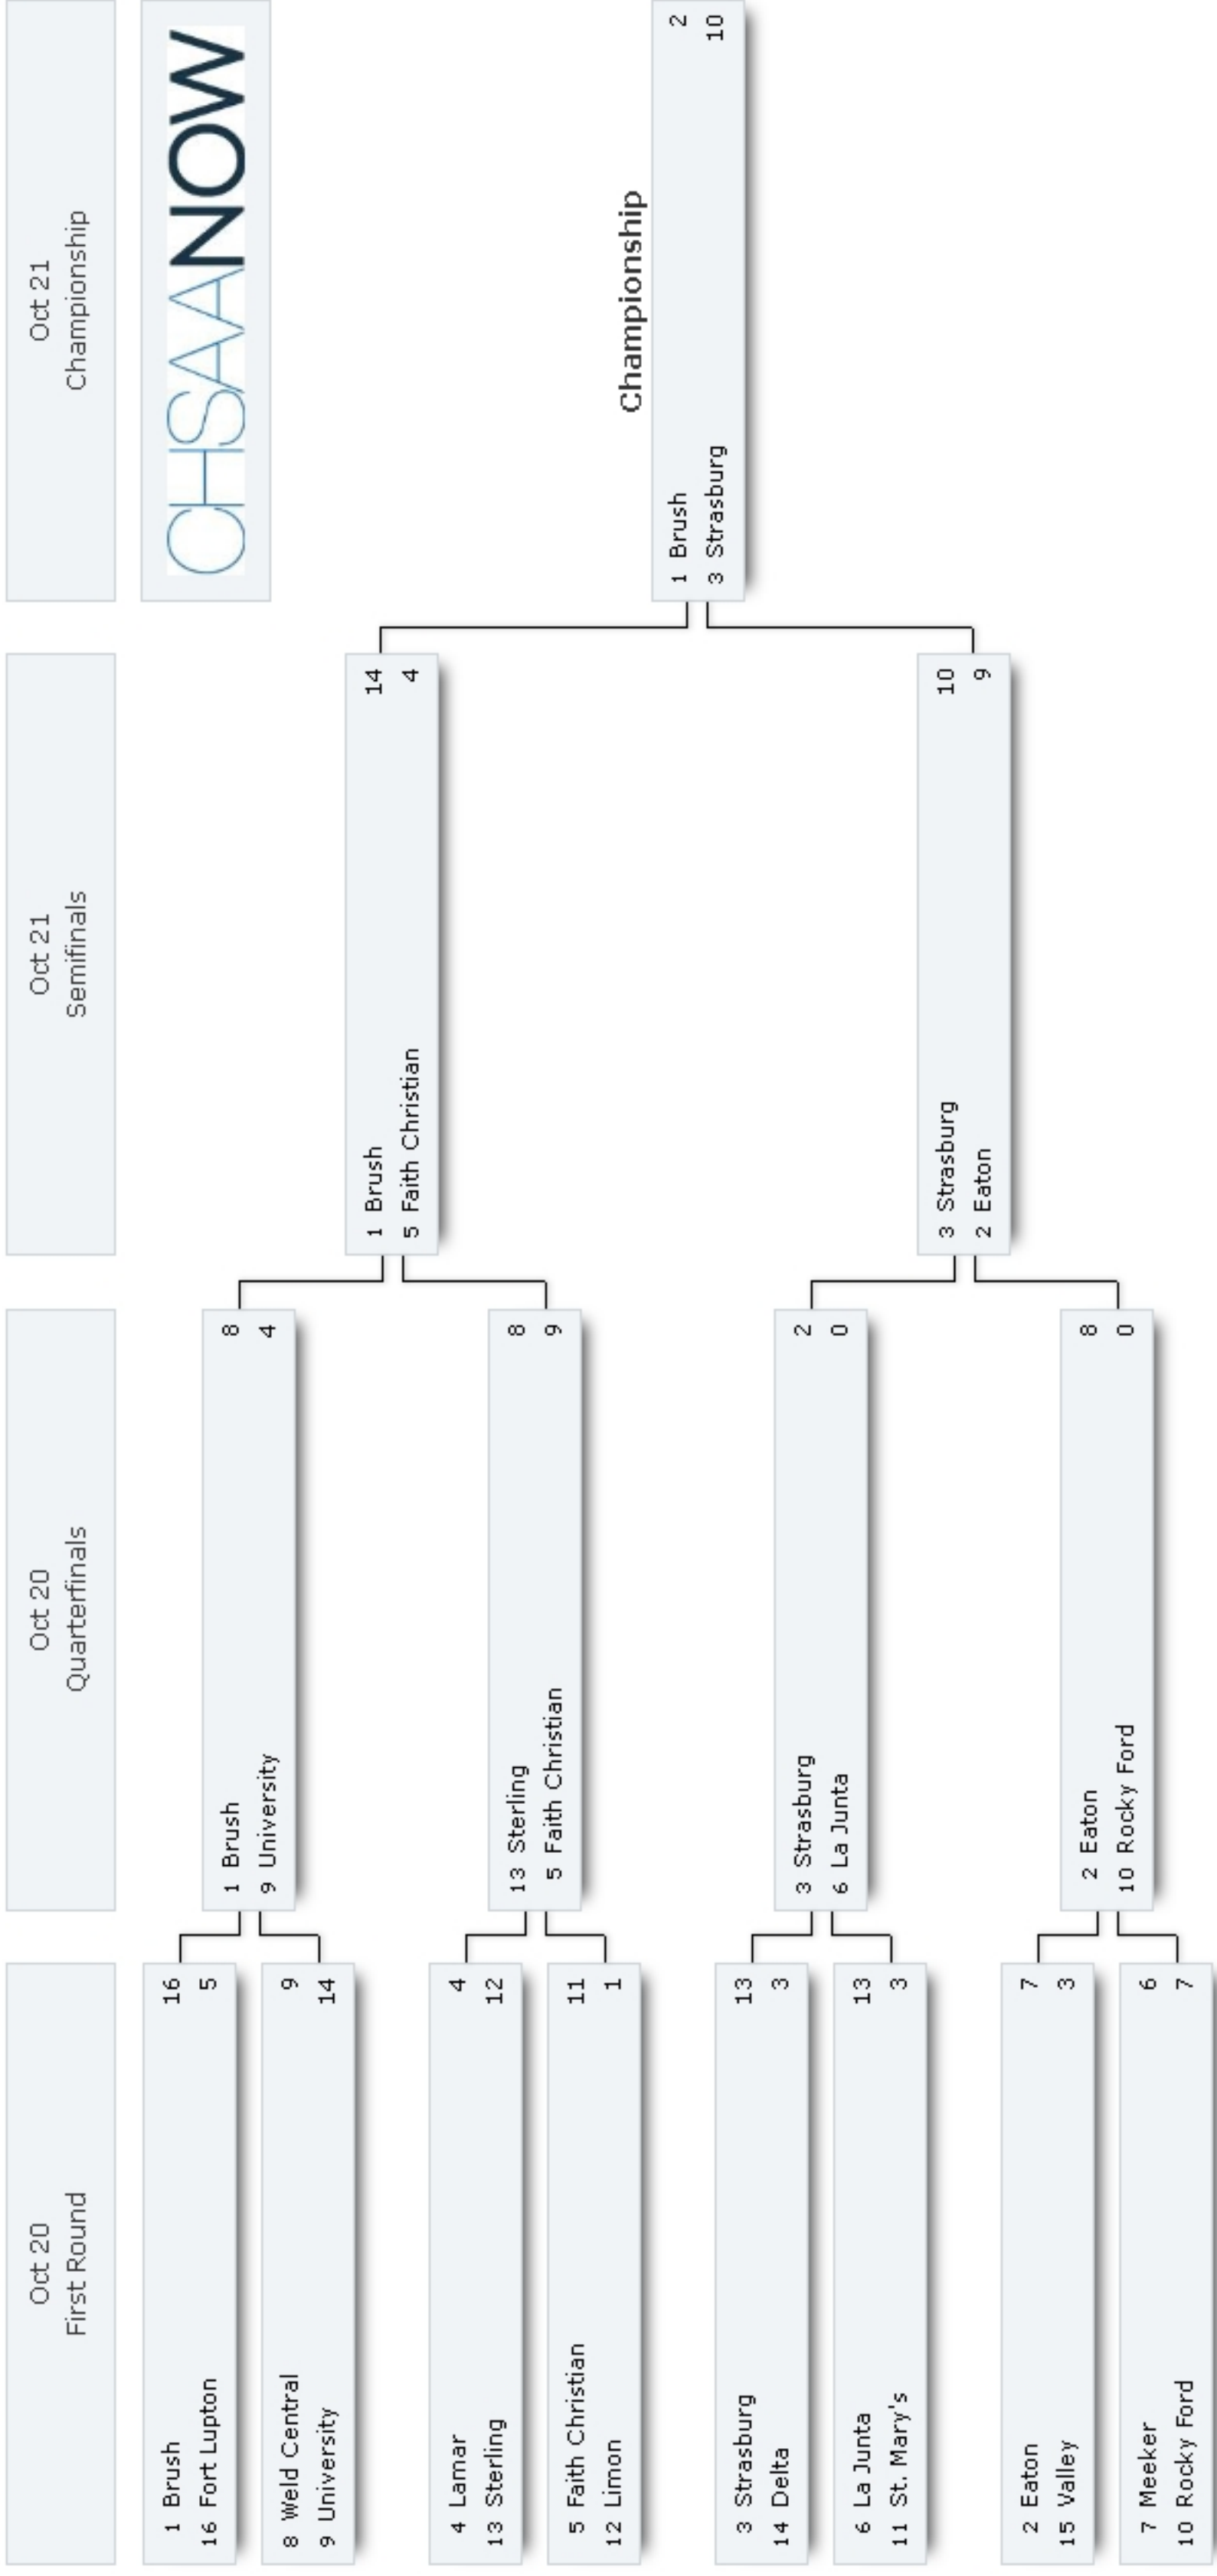 Oct 20
First Round
Oct 20
Quarterfinals
Oct 21
Semifinals
Oct 21
Championship
CHSAANOW
1 Brush 16
16 Fort Lupton 5
8 Weld Central 9
9 University 14
4 Lamar 4
13 Sterling 12
5 Faith Christian 11
12 Limon 1
3 Strasburg 13
14 Delta 3
6 La Junta 13
11 St. Mary's 3
2 Eaton 7
15 Valley 3
7 Meeker 6
10 Rocky Ford 7
1 Brush 8
9 University 4
13 Sterling 8
5 Faith Christian 9
3 Strasburg 2
6 La Junta 0
2 Eaton 8
10 Rocky Ford 0
1 Brush 14
5 Faith Christian 4
3 Strasburg 10
2 Eaton 9
Championship
1 Brush 2
3 Strasburg 10